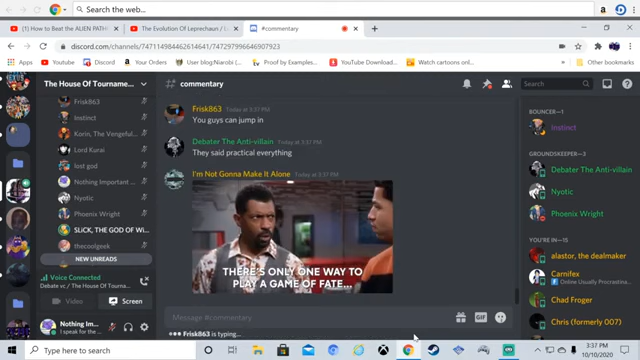 Search the web.
(1) How to Beat the ALIEN PATH
The Evolution Of Leprechaun / L
#commentary
discord.com/channels/747114984462614641/747297996646907923
Apps
YouTube
Blogs
User blog:Nairobi (
Proof by Examples...
Watch cartoons onl...
Other bookmarks
The House Of Tourname...
# commentary
Search
Frisk863
Instinct
Korin, The Vengeful...
Lord Kurai
lost god
Nothing Important ...
Nyotic
Phoenix Wright
SLICK, THE GOD OF Wi...
thecoolgeek
NEW UNREADS
Voice Connected
Debate vc / The House Of Tourna...
Video
Screen
Nothing Im...
I speak for the ...
Frisk863 Today at 3:37 PM
You guys can jump in
Debater The Anti-villain Today at 3:37 PM
They said practical everything
I'm Not Gonna Make It Alone Today at 3:37 PM
THERE'S ONLY ONE WAY TO
PLAY A GAME OF FATE...
Message #commentary
GIF
Frisk863 is typing...
BOUNCER—1
Instinct
GROUNDSKEEPER—3
Debater The Anti-villain
Nyotic
Phoenix Wright
YOU'RE IN—15
alastor, the dealmaker
Carnifex
Online Usually Procrastinat...
Chad Froger
Chris (formerly 007)
Type here to search
3:37 PM
10/10/2020